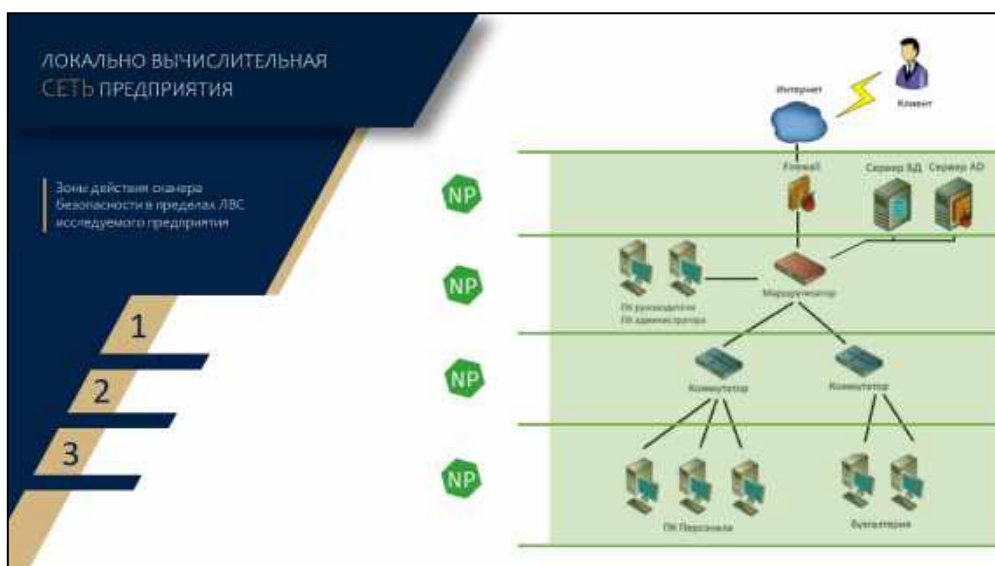 ЛОКАЛЬНО ВЫЧИСЛИТЕЛЬНАЯ
СЕТЬ ПРЕДПРИЯТИЯ
Зоны действия сканера
безопасности в пределах ЛВС
исследуемого предприятия
1
2
3
NP
NP
NP
NP
Клиент
Интернет
Firewall
Сервер БД
Сервер AD
Маршрутизатор
ПК руководителя
ПК администратора
Коммутатор
Коммутатор
ПК Персонала
Бухгалтерия